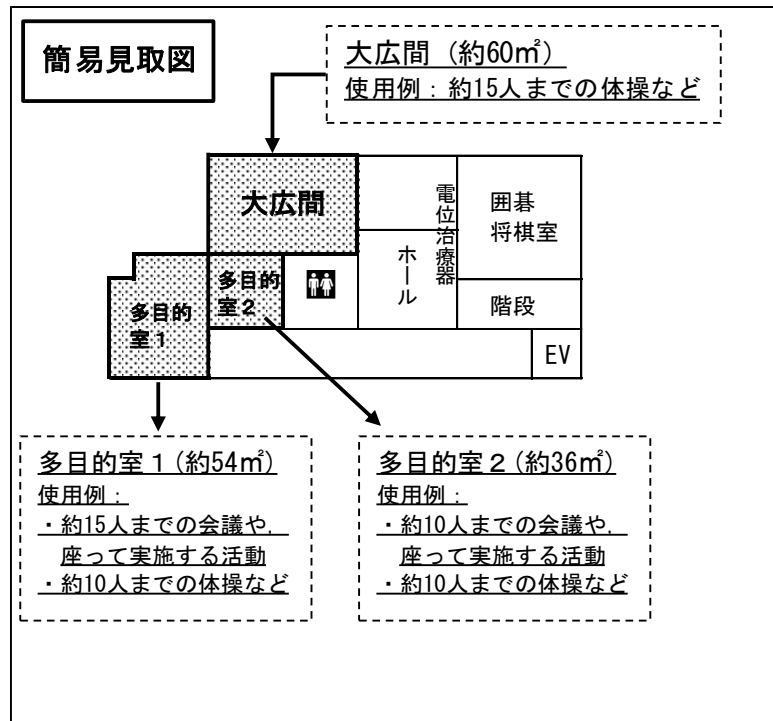 簡易見取図
大広間（約60㎡）
使用例：約15人までの体操など
大広間
電位治療器
囲碁
将棋室
ホール
多目的
室２
多目的
室１
階段
EV
多目的室１（約54㎡）
使用例：
・約15人までの会議や，
座って実施する活動
・約10人までの体操など
多目的室２（約36㎡）
使用例：
・約10人までの会議や，
座って実施する活動
・約10人までの体操など